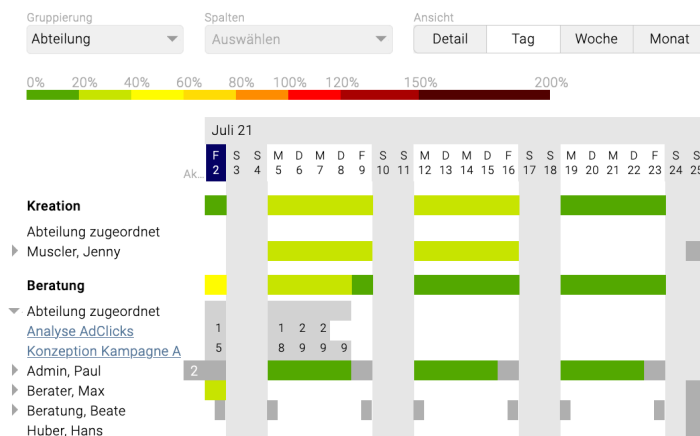 Gruppierung Spalten Ansicht
Abteilung Auswählen Detail Tag Woche Monat
0% 20% 40% 60% 80% 100% 120% 150% 200%
Juli 21
F S S M D M D F S S M D M D F S S M D M D F S S
Ak... 2 3 4 5 6 7 8 9 10 11 12 13 14 15 16 17 18 19 20 21 22 23 24 25
Kreation
Abteilung zugeordnet
Muscler, Jenny
Beratung
Abteilung zugeordnet
Analyse AdClicks 1 1 2 2
Konzeption Kampagne A 5 8 9 9 9
Admin, Paul 2
Berater, Max
Beratung, Beate
Huber, Hans